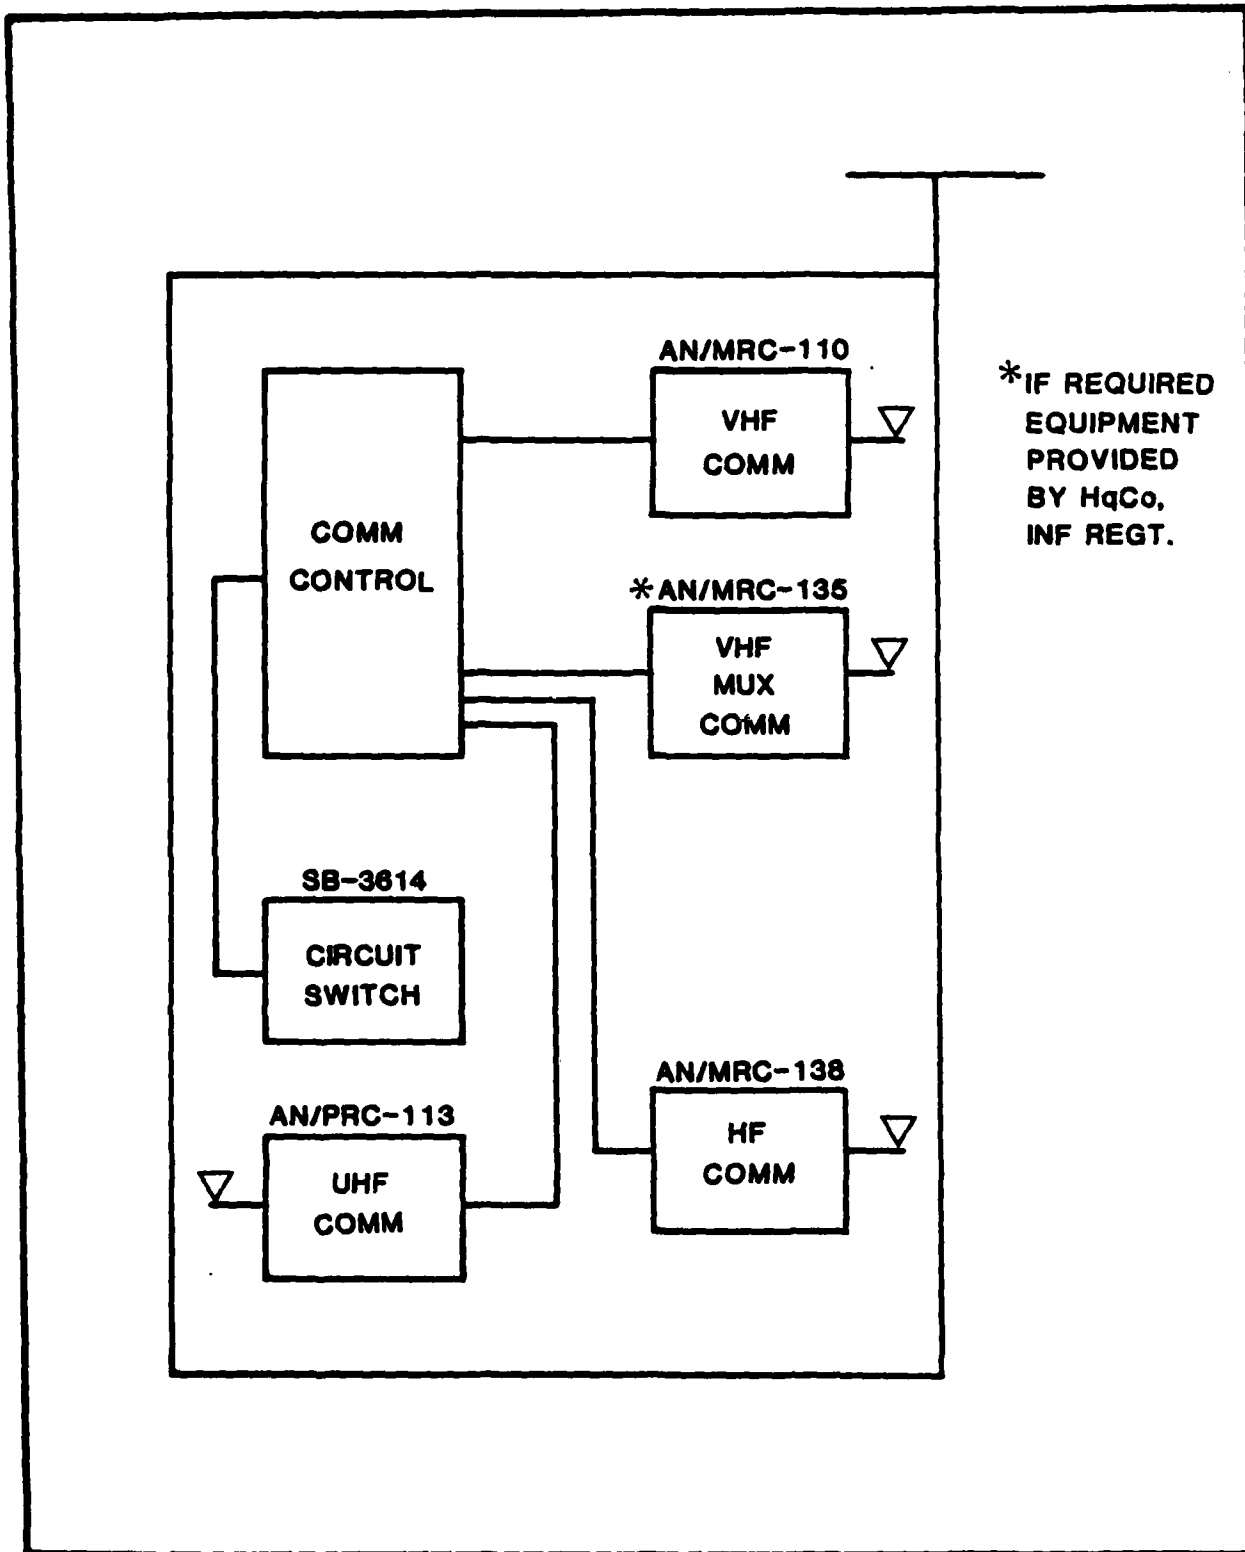 AN/MRC-110
VHF
COMM
*IF REQUIRED
EQUIPMENT
PROVIDED
BY HqCo,
INF REGT.
COMM
CONTROL
*AN/MRC-135
VHF
MUX
COMM
SB-3614
CIRCUIT
SWITCH
AN/MRC-138
HF
COMM
AN/PRC-113
UHF
COMM